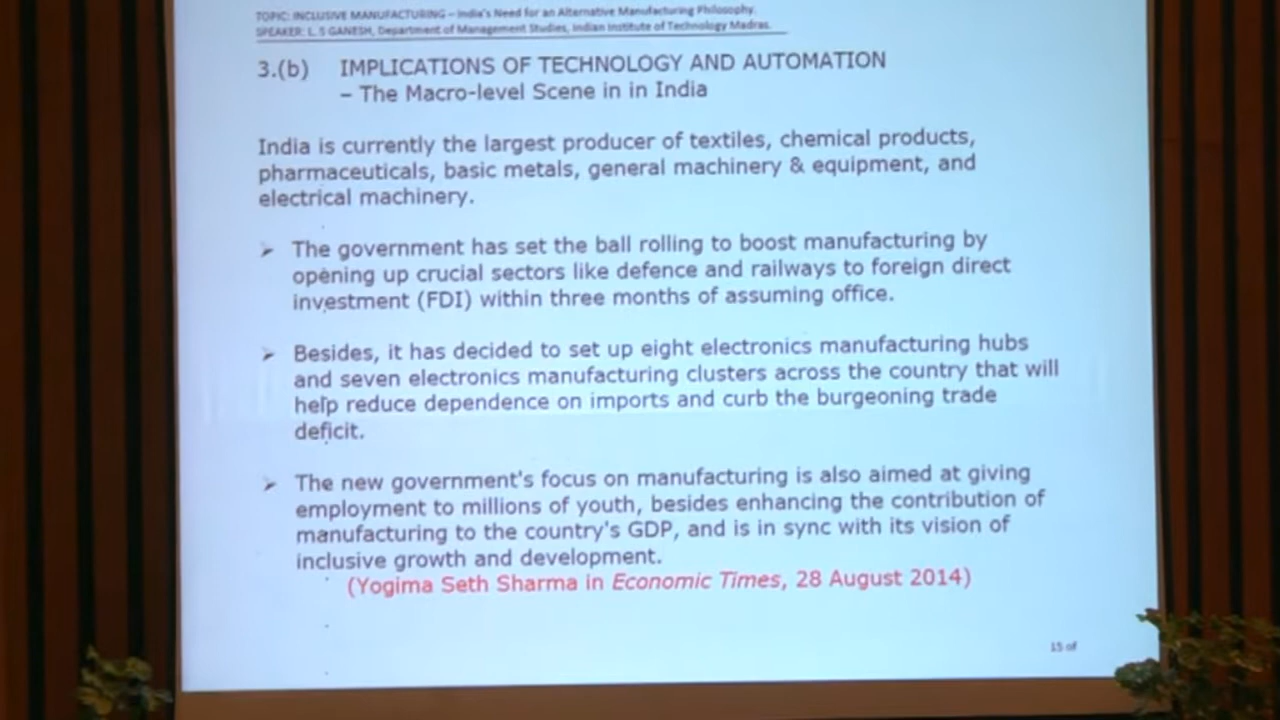 TOPIC: INCLUSIVE MANUFACTURING – India's Need for an Alternative Manufacturing Philosophy.
SPEAKER: L. S GANESH, Department of Management Studies, Indian Institute of Technology Madras.
3.(b) IMPLICATIONS OF TECHNOLOGY AND AUTOMATION
– The Macro-level Scene in in India
India is currently the largest producer of textiles, chemical products,
pharmaceuticals, basic metals, general machinery & equipment, and
electrical machinery.
➢ The government has set the ball rolling to boost manufacturing by
opening up crucial sectors like defence and railways to foreign direct
investment (FDI) within three months of assuming office.
➢ Besides, it has decided to set up eight electronics manufacturing hubs
and seven electronics manufacturing clusters across the country that will
help reduce dependence on imports and curb the burgeoning trade
deficit.
➢ The new government's focus on manufacturing is also aimed at giving
employment to millions of youth, besides enhancing the contribution of
manufacturing to the country's GDP, and is in sync with its vision of
inclusive growth and development.
(Yogima Seth Sharma in Economic Times, 28 August 2014)
15 of